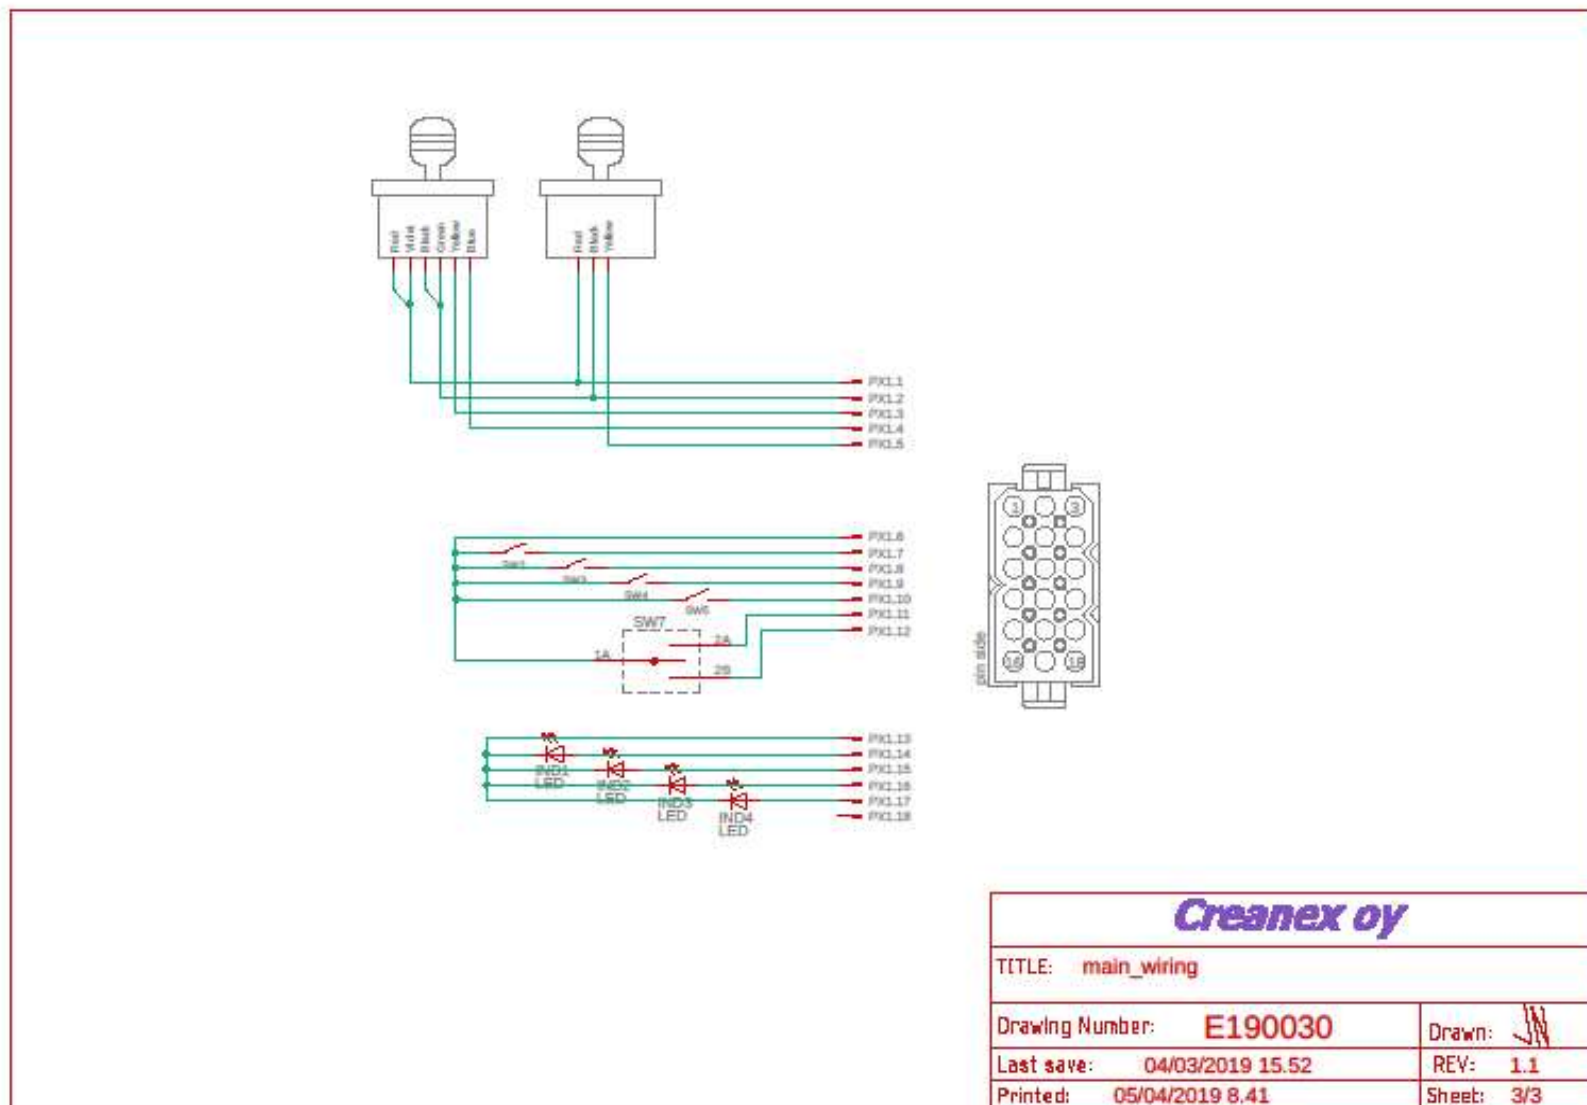 Red Violet Black Green Yellow Blue
Red Black Yellow
PX1.1
PX1.2
PX1.3
PX1.4
PX1.5
1 3
PX1.6
PX1.7
PX1.8
SW3
PX1.9
SW4
PX1.10
SW5
PX1.11
PX1.12
SW7
2A
1A
2B
pin side
16 18
PX1.13
PX1.14
PX1.15
PX1.16
PX1.17
PX1.18
IND1
LED
IND2
LED
IND3
LED
IND4
LED
Creanex oy
TITLE: main_wiring
Drawing Number: E190030 Drawn:
Last save: 04/03/2019 15.52 REV: 1.1
Printed: 05/04/2019 8.41 Sheet: 3/3